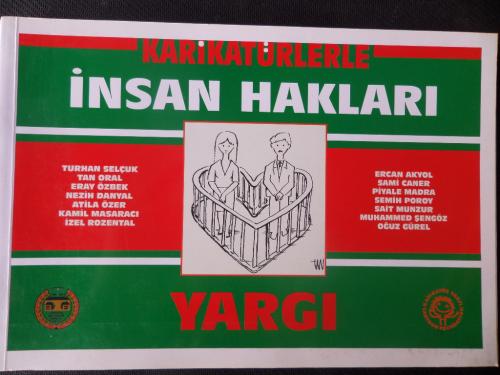 KARİKATÜRLERLE
İNSAN HAKLARI
TURHAN SELÇUK
TAN ORAL
ERAY ÖZBEK
NEZİH DANYAL
ATİLA ÖZER
KAMİL MASARACI
İZEL ROZENTAL
ERCAN AKYOL
SAMİ CANER
PİYALE MADRA
SEMİH POROY
SAİT MUNZUR
MUHAMMED ŞENGÖZ
OĞUZ GÜREL
YARGI